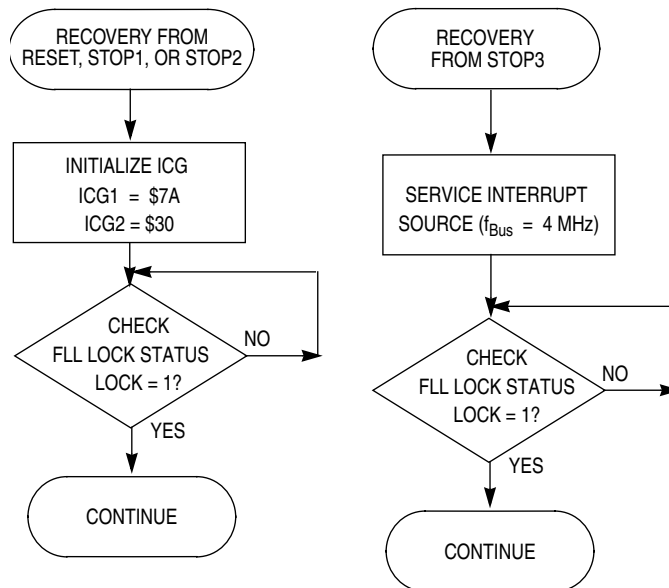 RECOVERY FROM
RESET, STOP1, OR STOP2
INITIALIZE ICG
ICG1 = $7A
ICG2 = $30
CHECK
FLL LOCK STATUS
LOCK = 1?
NO
YES
CONTINUE
RECOVERY
FROM STOP3
SERVICE INTERRUPT
SOURCE (fBus = 4 MHz)
CHECK
FLL LOCK STATUS
LOCK = 1?
NO
YES
CONTINUE